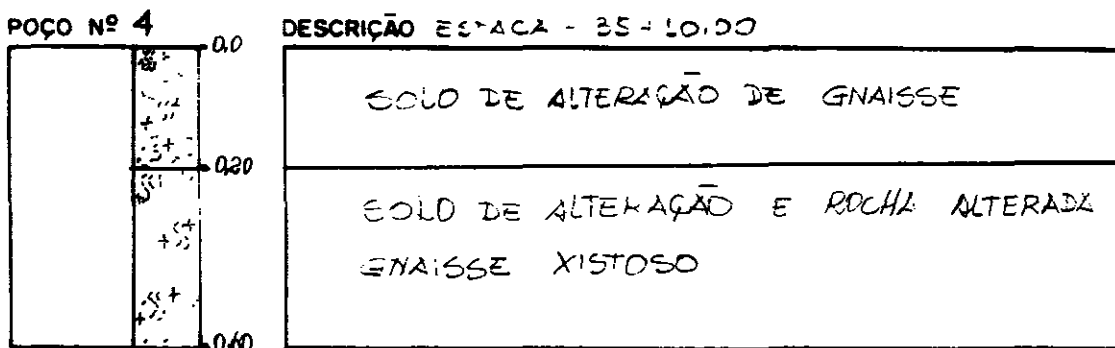 POÇO Nº 4
DESCRIÇÃO ESTACA - 35 + 10.00
0,0
SOLO DE ALTERAÇÃO DE GNAISSE
0,20
SOLO DE ALTERAÇÃO E ROCHA ALTERADA
GNAISSE XISTOSO
0,60